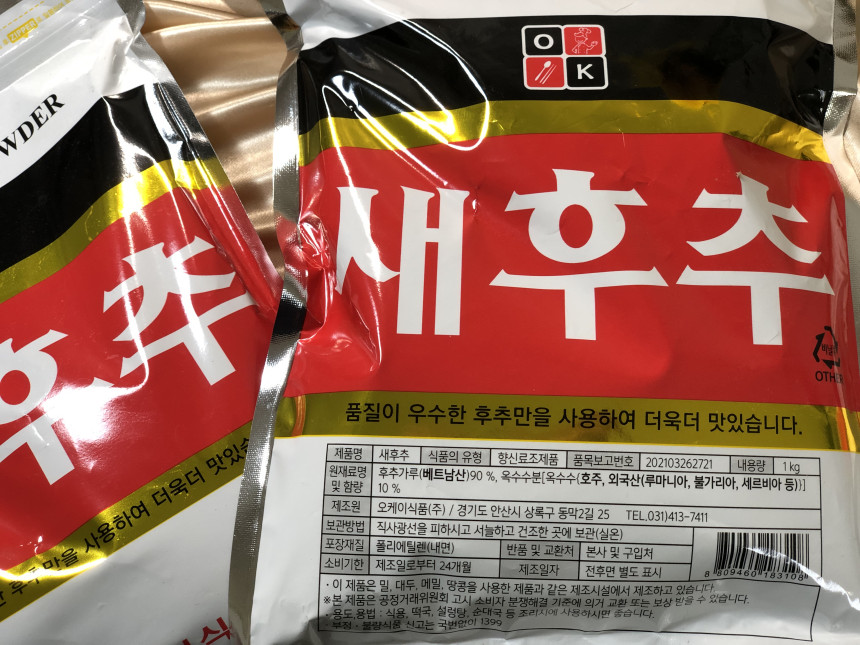 WDER
후추
한 후추만을 사용하여 더욱더 맛있
OK
새후추
OTHER
품질이 우수한 후추만을 사용하여 더욱더 맛있습니다.
제품명 새후추 식품의 유형 향신료조제품 품목보고번호 202103262721 내용량 1kg
원재료명 및 함량 후추가루(베트남산)90 %, 옥수수분[옥수수(호주, 외국산(루마니아, 불가리아, 세르비아 등))] 10 %
제조원 오케이식품(주) / 경기도 안산시 상록구 동막2길 25 TEL.031)413-7411
보관방법 직사광선을 피하시고 서늘하고 건조한 곳에 보관(실온)
포장재질 폴리에틸렌(내면) 반품 및 교환처 본사 및 구입처
소비기한 제조일로부터 24개월 제조일자 전후면 별도 표시
8 809460 183108
· 이 제품은 밀, 대두, 메밀, 땅콩을 사용한 제품과 같은 제조시설에서 제조하고 있습니다.
※본 제품은 공정거래위원회 고시 소비자 분쟁해결 기준에 의거 교환 또는 보상 받을 수 있습니다.
· 용도,용법 : 식용, 떡국, 설렁탕, 순대국 등 조리시에 사용하시면 좋습니다.
· 부정·불량식품 신고는 국번없이 1399